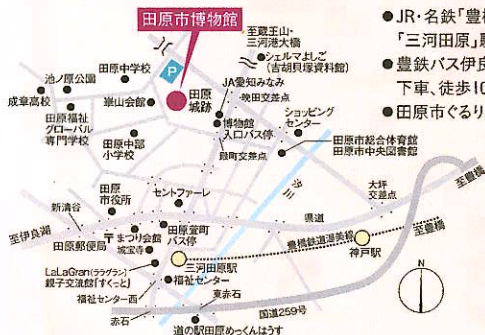 田原市博物館
至蔵王山・
三河港大橋
シェルマよしご
(吉胡貝塚資料館)
P
田原中学校
池ノ原公園
成章高校
崋山会館
田原
城跡
JA愛知みなみ
晩田交差点
博物館
入口バス停
殿町交差点
ショッピング
センター
田原福祉
グローバル
専門学校
田原中部
小学校
田原市総合体育館
田原市中央図書館
汐川
大坪
交差点
至豊橋
田原
市役所
セントファーレ
新清谷
県道
至伊良湖
田原郵便局
〒
まつり会館
城宝寺
田原萱町
バス停
豊橋鉄道渥美線
神戸駅
至豊橋
三河田原駅
LaLaGran(ララグラン)
親子交流館(すくっと)
福祉センター
福祉センター西
東赤石
赤石
国道259号
道の駅田原めっくんはうす
N
●JR・名鉄「豊橋
「三河田原」駅
●豊鉄バス伊良
下車、徒歩10
●田原市ぐるり